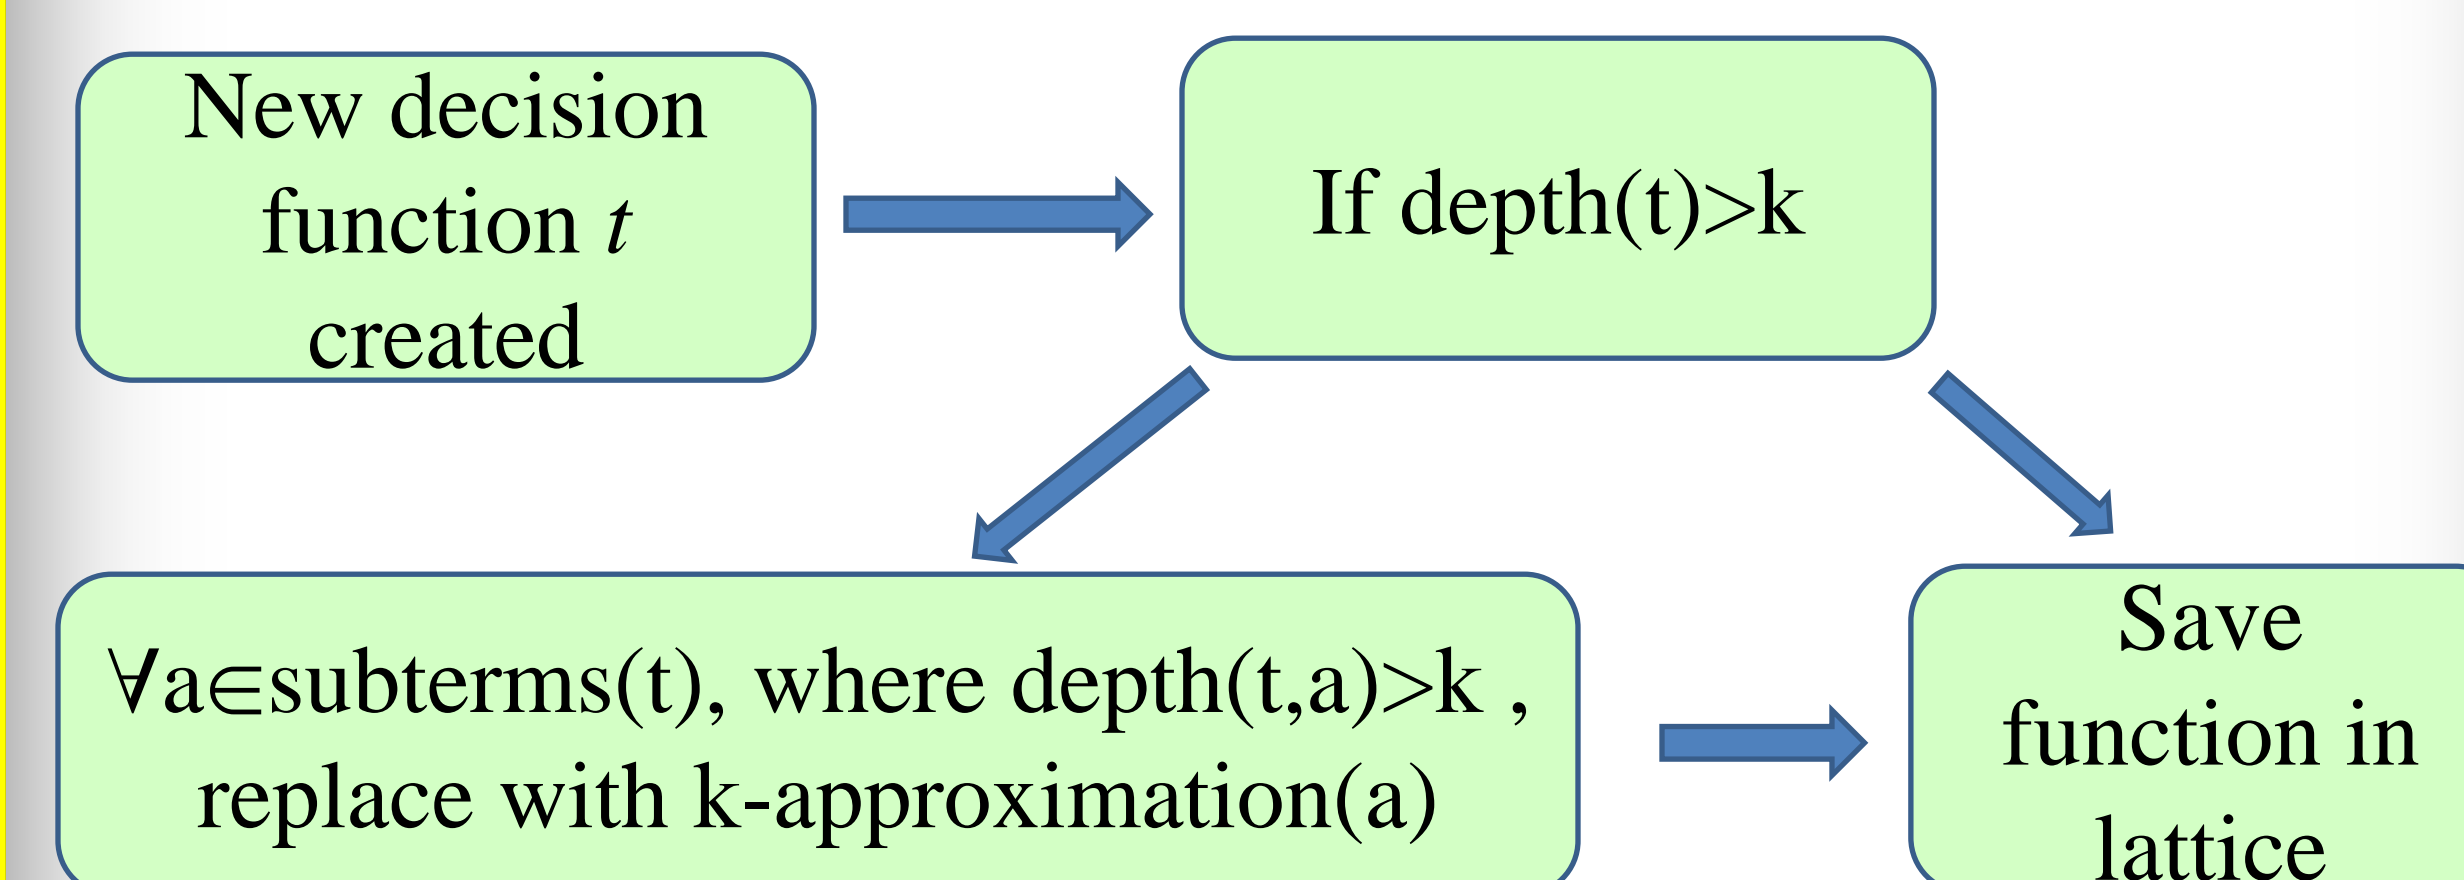 New decision
function t
created
If depth(t)>k
∀a∈subterms(t), where depth(t,a)>k ,
replace with k-approximation(a)
Save
function in
lattice